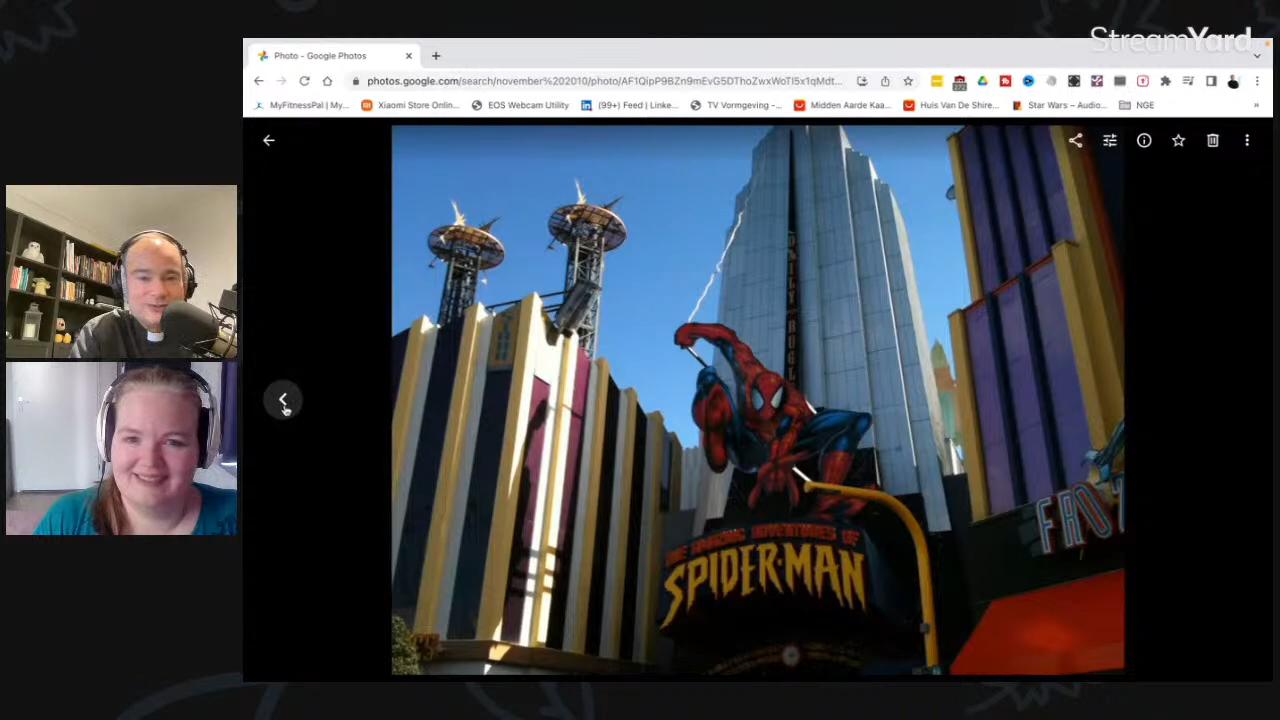 StreamYard
Photo - Google Photos
photos.google.com/search/november%202010/photo/AF1QipP9BZn9mEvG5DThoZwxWoTl5x1qMdt...
272
MyFitnessPal | My...
Xiaomi Store Onlin...
EOS Webcam Utility
(99+) Feed | Linke...
TV Vormgeving -...
Midden Aarde Kaa...
Huis Van De Shire...
Star Wars – Audio...
NGE
»
DAILY BUGLE
THE AMAZING ADVENTURES OF
SPIDER-MAN